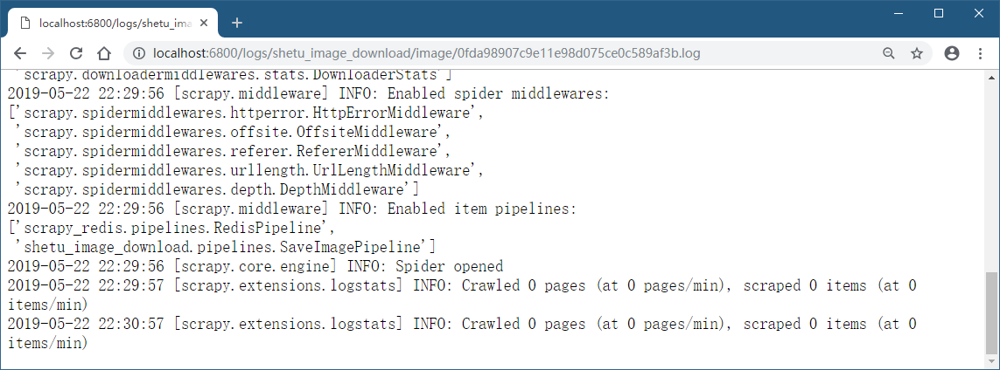 localhost:6800/logs/shetu_ima
localhost:6800/logs/shetu_image_download/image/0fda98907c9e11e98d075ce0c589af3b.log
'scrapy.downloadermiddlewares.stats.DownloaderStats']
2019-05-22 22:29:56 [scrapy.middleware] INFO: Enabled spider middlewares:
['scrapy.spidermiddlewares.httperror.HttpErrorMiddleware',
'scrapy.spidermiddlewares.offsite.OffsiteMiddleware',
'scrapy.spidermiddlewares.referer.RefererMiddleware',
'scrapy.spidermiddlewares.urllength.UrlLengthMiddleware',
'scrapy.spidermiddlewares.depth.DepthMiddleware']
2019-05-22 22:29:56 [scrapy.middleware] INFO: Enabled item pipelines:
['scrapy_redis.pipelines.RedisPipeline',
'shetu_image_download.pipelines.SaveImagePipeline']
2019-05-22 22:29:56 [scrapy.core.engine] INFO: Spider opened
2019-05-22 22:29:57 [scrapy.extensions.logstats] INFO: Crawled 0 pages (at 0 pages/min), scraped 0 items (at 0
items/min)
2019-05-22 22:30:57 [scrapy.extensions.logstats] INFO: Crawled 0 pages (at 0 pages/min), scraped 0 items (at 0
items/min)